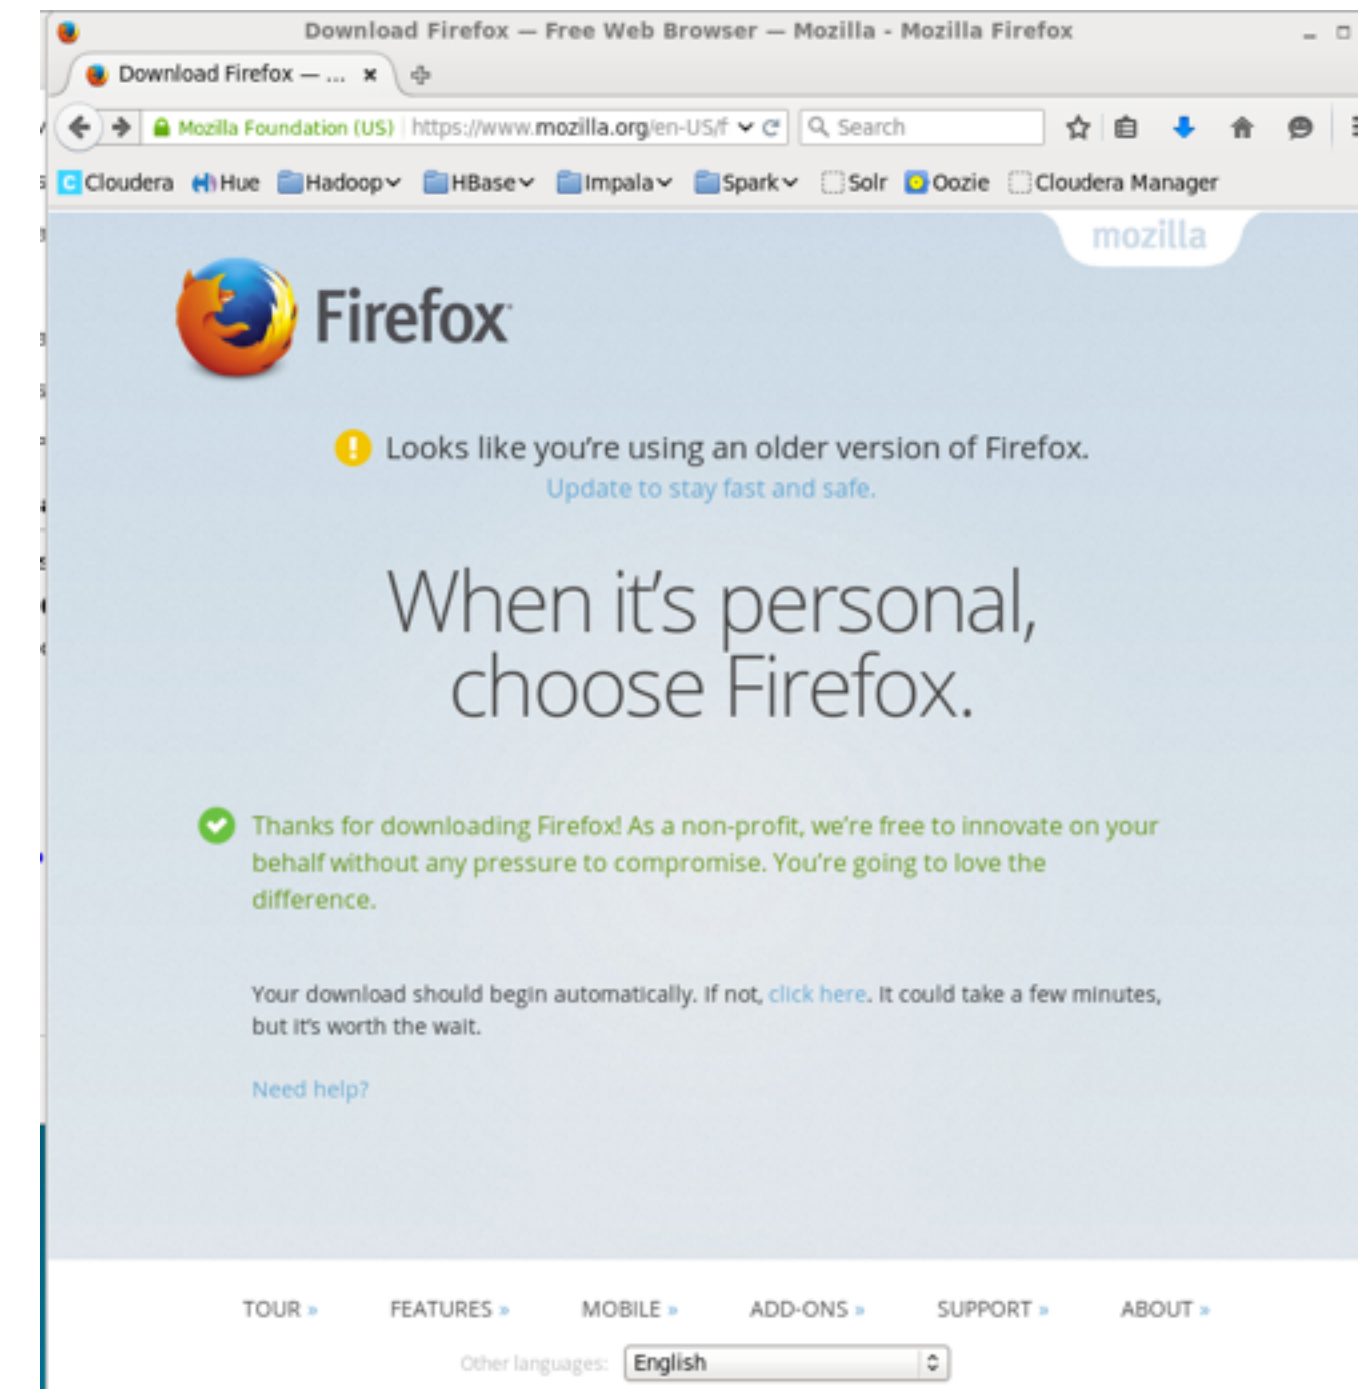 Download Firefox — Free Web Browser — Mozilla - Mozilla Firefox
Download Firefox — ...
Mozilla Foundation (US) https://www.mozilla.org/en-US/f Search
Cloudera Hue Hadoop HBase Impala Spark Solr Oozie Cloudera Manager
mozilla
Firefox
Looks like you're using an older version of Firefox.
Update to stay fast and safe.
When it's personal,
choose Firefox.
Thanks for downloading Firefox! As a non-profit, we're free to innovate on your
behalf without any pressure to compromise. You're going to love the
difference.
Your download should begin automatically. If not, click here. It could take a few minutes,
but it's worth the wait.
Need help?
TOUR » FEATURES » MOBILE » ADD-ONS » SUPPORT » ABOUT »
Other languages: English